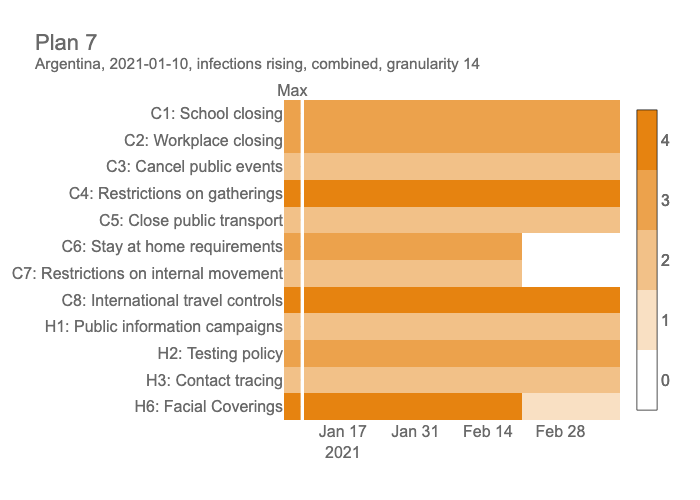 Plan 7
Argentina, 2021-01-10, infections rising, combined, granularity 14
Max
C1: School closing
C2: Workplace closing
C3: Cancel public events
C4: Restrictions on gatherings
C5: Close public transport
C6: Stay at home requirements
C7: Restrictions on internal movement
C8: International travel controls
H1: Public information campaigns
H2: Testing policy
H3: Contact tracing
H6: Facial Coverings
Jan 17 Jan 31 Feb 14 Feb 28
2021
4
3
2
1
0